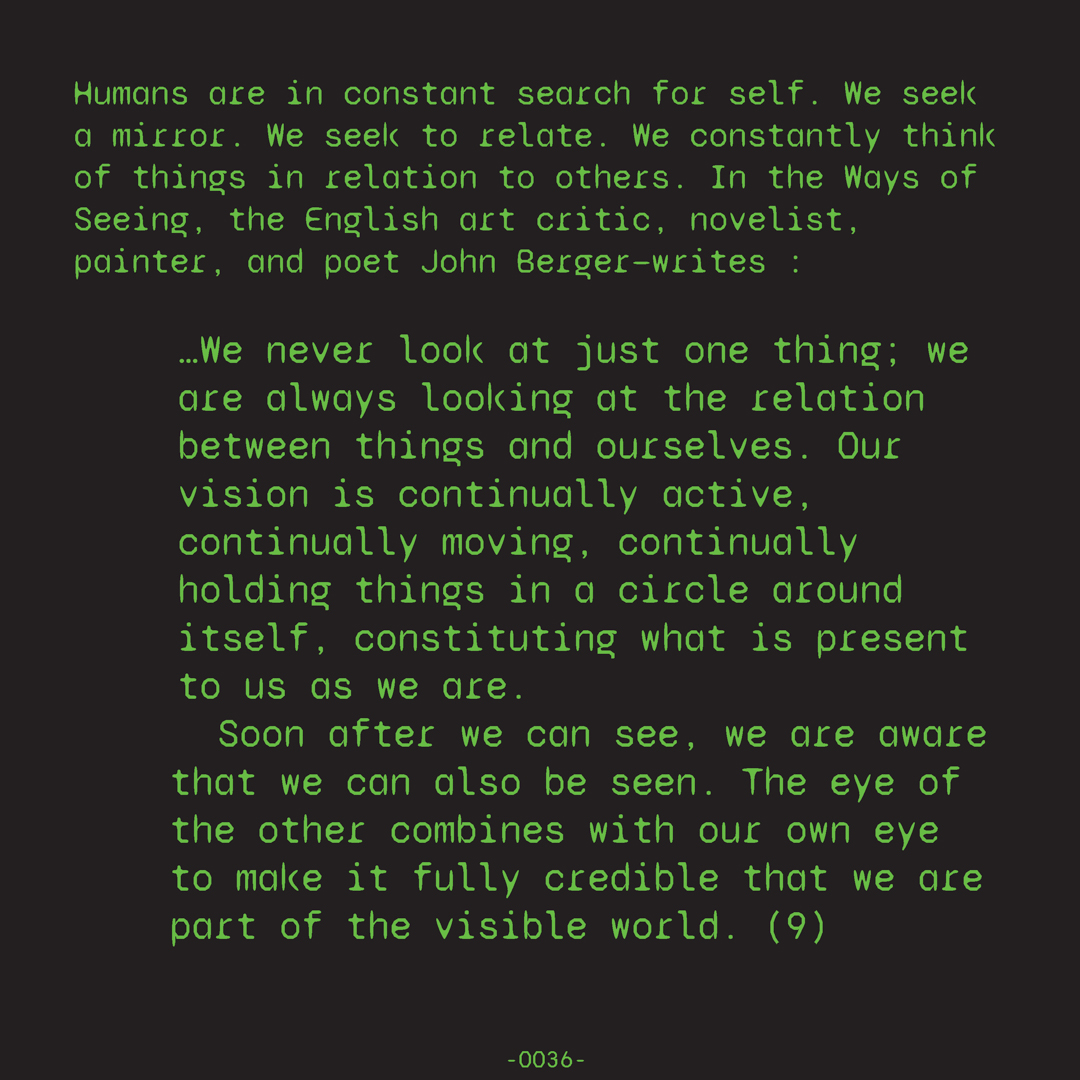 Humans are in constant search for self. We seek
a mirror. We seek to relate. We constantly think
of things in relation to others. In the Ways of
Seeing, the English art critic, novelist,
painter, and poet John Berger—writes :
…We never look at just one thing; we
are always looking at the relation
between things and ourselves. Our
vision is continually active,
continually moving, continually
holding things in a circle around
itself, constituting what is present
to us as we are.
Soon after we can see, we are aware
that we can also be seen. The eye of
the other combines with our own eye
to make it fully credible that we are
part of the visible world. (9)
-0036-